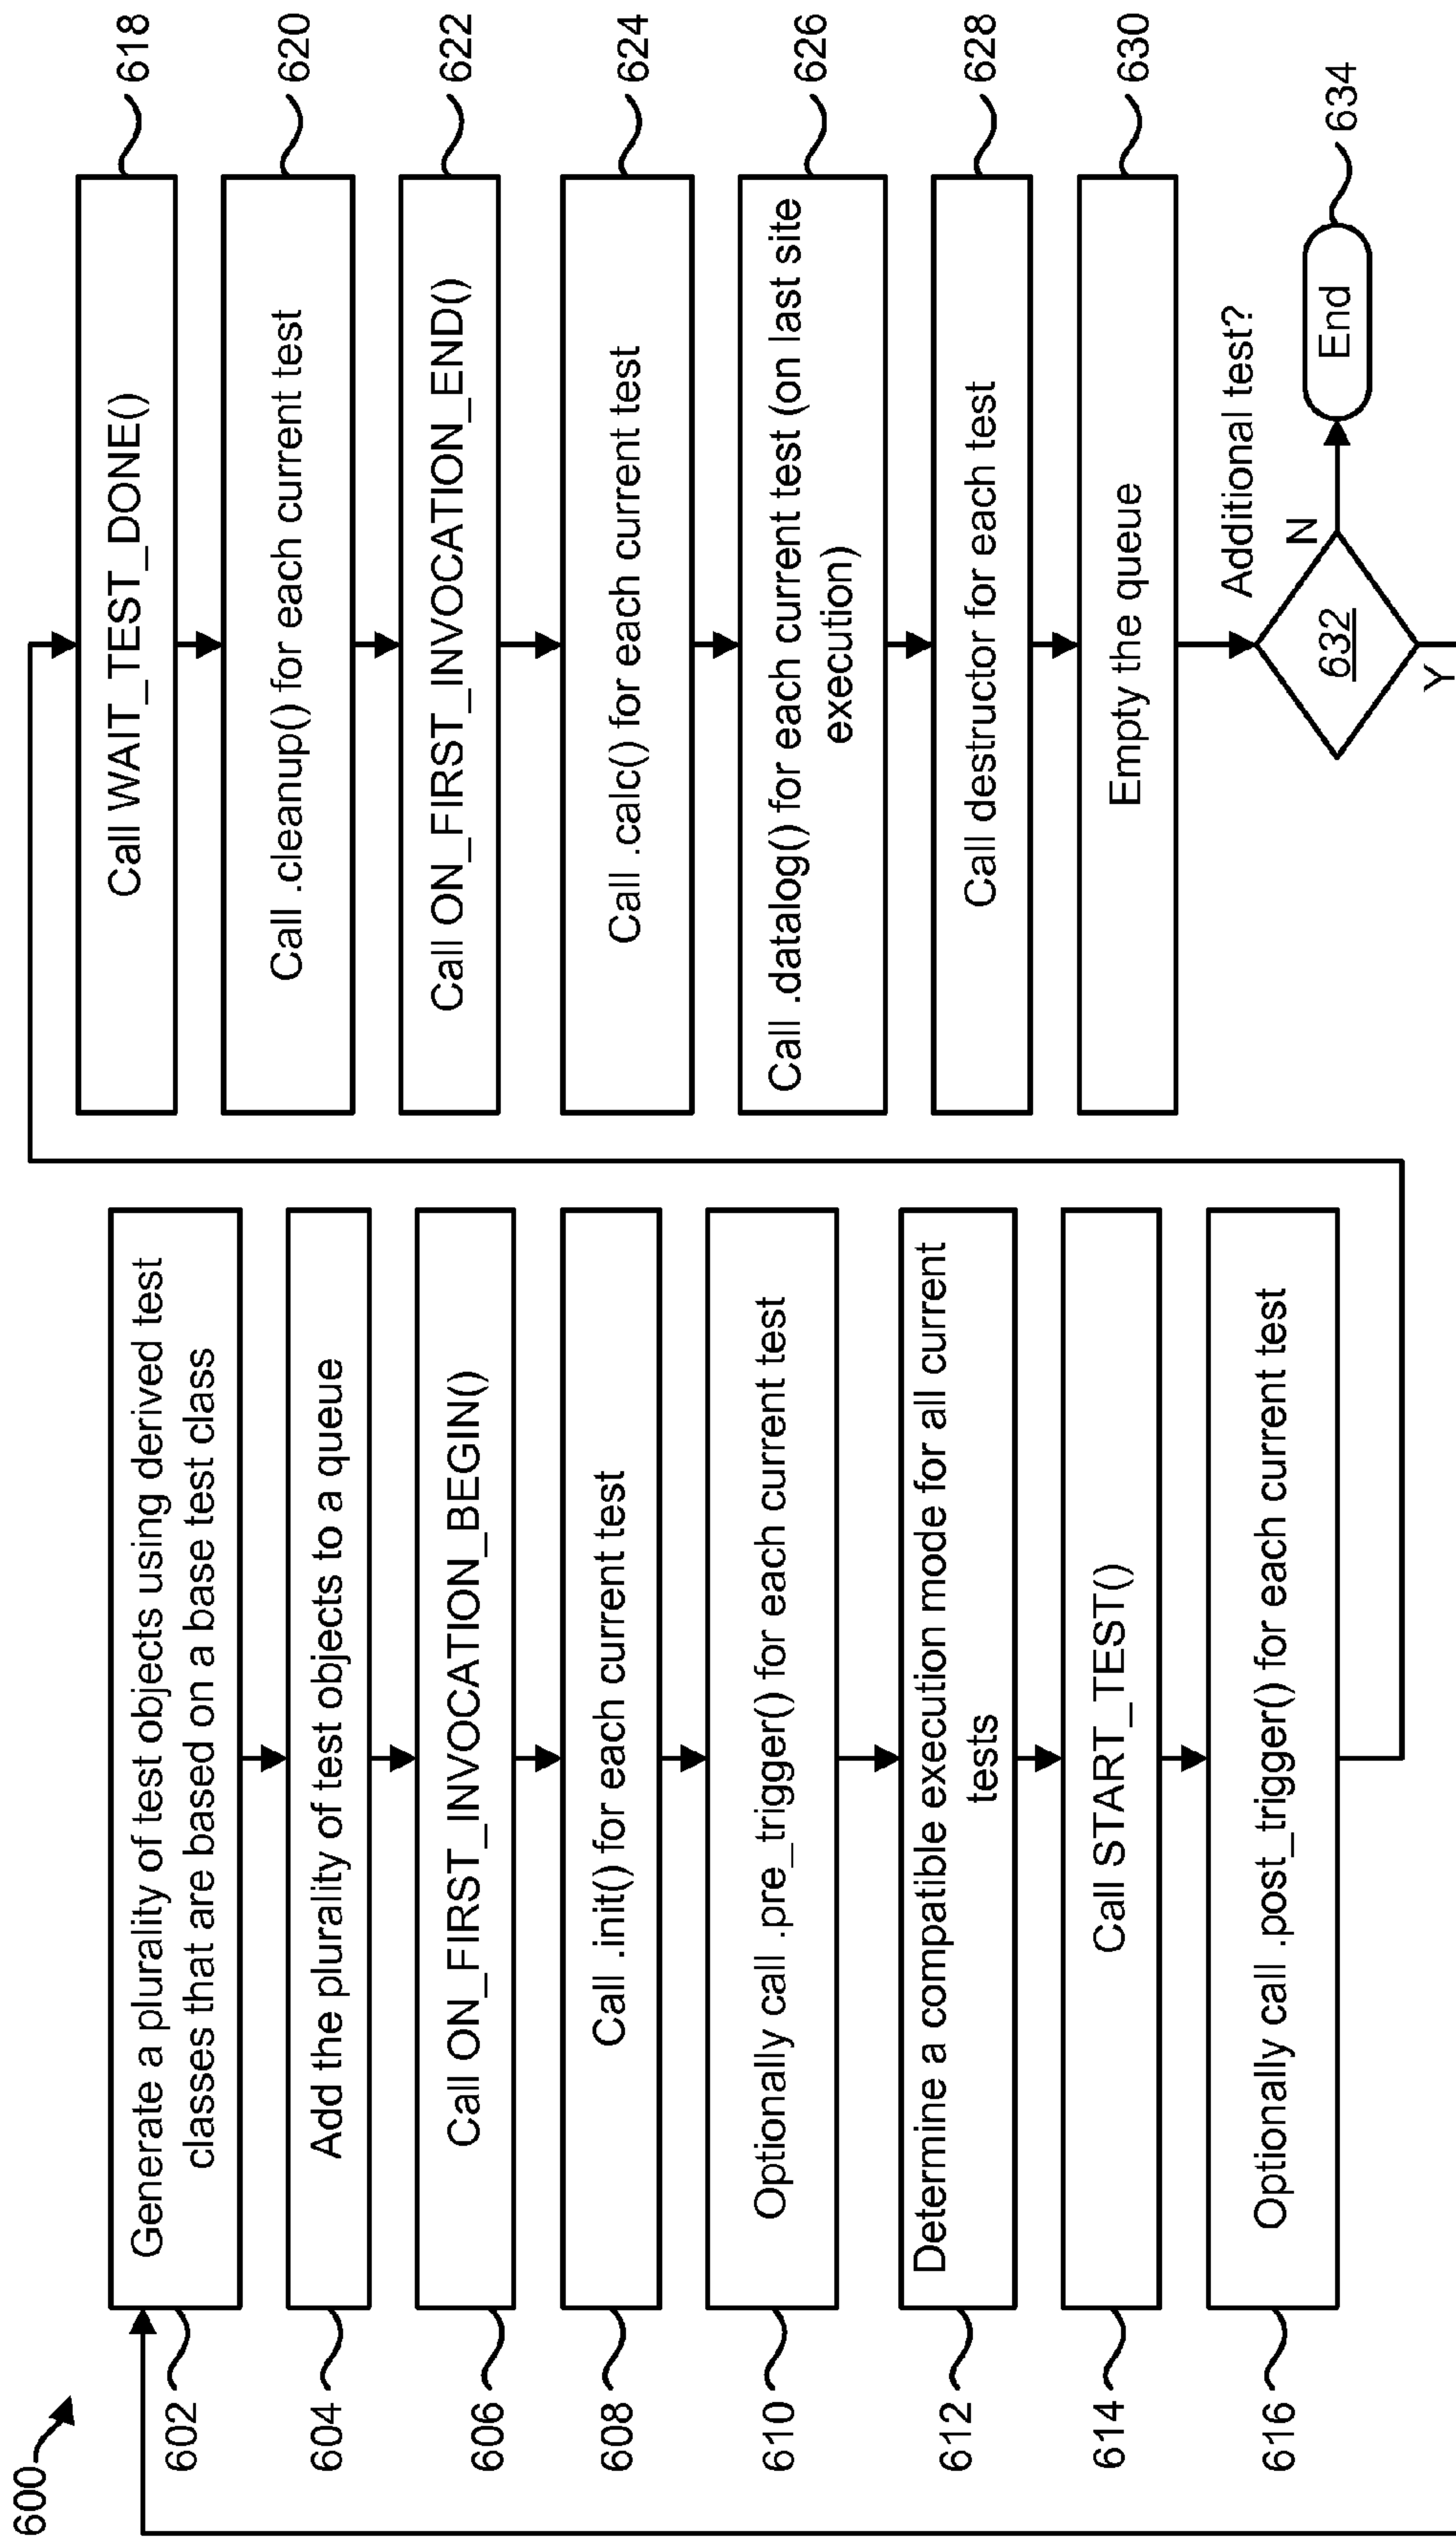 600
602
Generate a plurality of test objects using derived test
classes that are based on a base test class
604
Add the plurality of test objects to a queue
606
Call ON_FIRST_INVOCATION_BEGIN()
608
Call .init() for each current test
610
Optionally call .pre_trigger() for each current test
612
Determine a compatible execution mode for all current
tests
614
Call START_TEST()
616
Optionally call .post_trigger() for each current test
Call WAIT_TEST_DONE()
618
Call .cleanup() for each current test
620
Call ON_FIRST_INVOCATION_END()
622
Call .calc() for each current test
624
Call .datalog() for each current test (on last site
execution)
626
Call destructor for each test
628
Empty the queue
630
Additional test?
632
N
End
634
Y